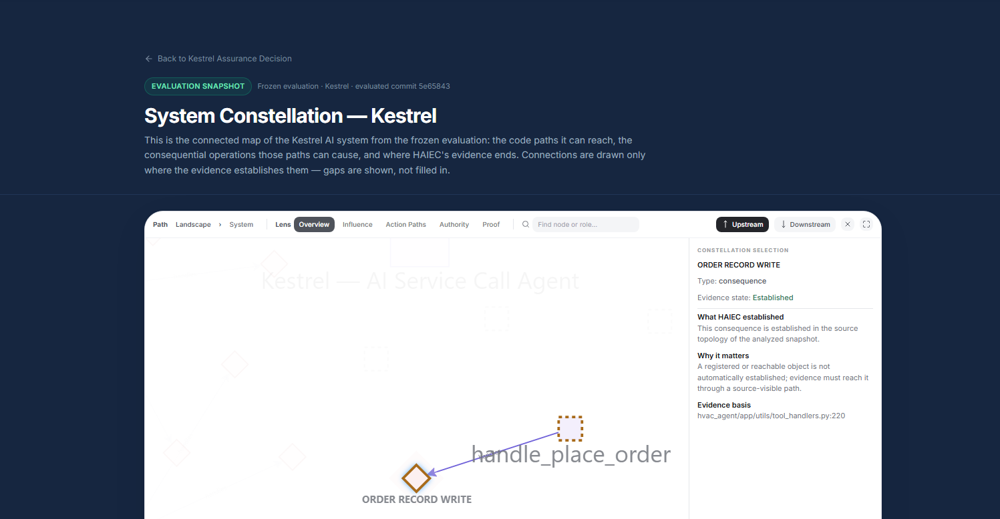 Back to Kestrel Assurance Decision
EVALUATION SNAPSHOT Frozen evaluation · Kestrel · evaluated commit 5e65843
System Constellation — Kestrel
This is the connected map of the Kestrel AI system from the frozen evaluation: the code paths it can reach, the
consequential operations those paths can cause, and where HAIEC's evidence ends. Connections are drawn only
where the evidence establishes them — gaps are shown, not filled in.
Path Landscape › System Lens Overview Influence Action Paths Authority Proof Find node or role... Upstream Downstream
Kestrel — AI Service Call Agent
handle_place_order
ORDER RECORD WRITE
CONSTELLATION SELECTION
ORDER RECORD WRITE
Type: consequence
Evidence state: Established
What HAIEC established
This consequence is established in the source
topology of the analyzed snapshot.
Why it matters
A registered or reachable object is not
automatically established; evidence must reach it
through a source-visible path.
Evidence basis
hvac_agent/app/utils/tool_handlers.py:220